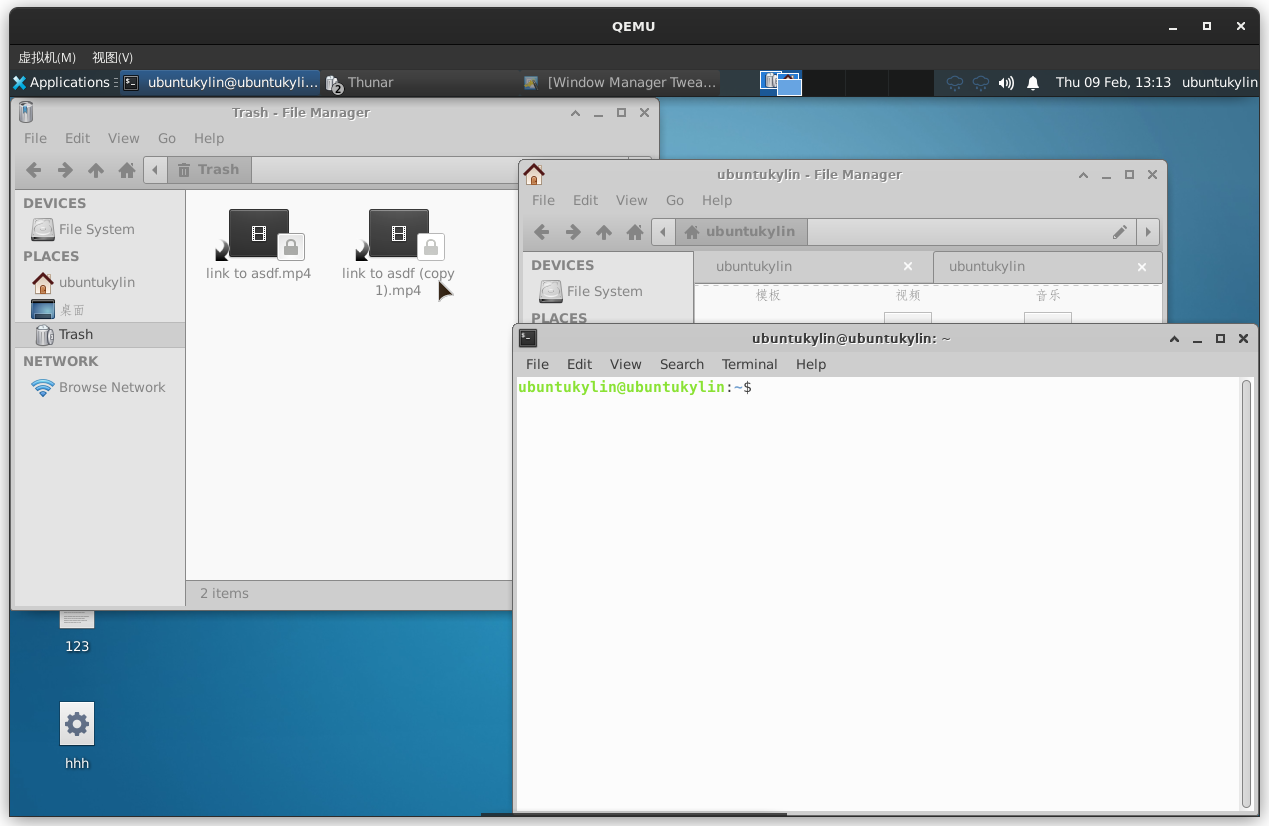 QEMU
虚拟机(M) 视图(V)
Applications ubuntukylin@ubuntukyli... 2 Thunar [Window Manager Twea... Thu 09 Feb, 13:13 ubuntukylin
Trash - File Manager
File Edit View Go Help
Trash
DEVICES
File System
PLACES
ubuntukylin
桌面
Trash
NETWORK
Browse Network
link to asdf.mp4
link to asdf (copy
1).mp4
2 items
ubuntukylin - File Manager
File Edit View Go Help
ubuntukylin
DEVICES
File System
PLACES
ubuntukylin ubuntukylin
模板 视频 音乐
ubuntukylin@ubuntukylin: ~
File Edit View Search Terminal Help
ubuntukylin@ubuntukylin:~$
123
hhh